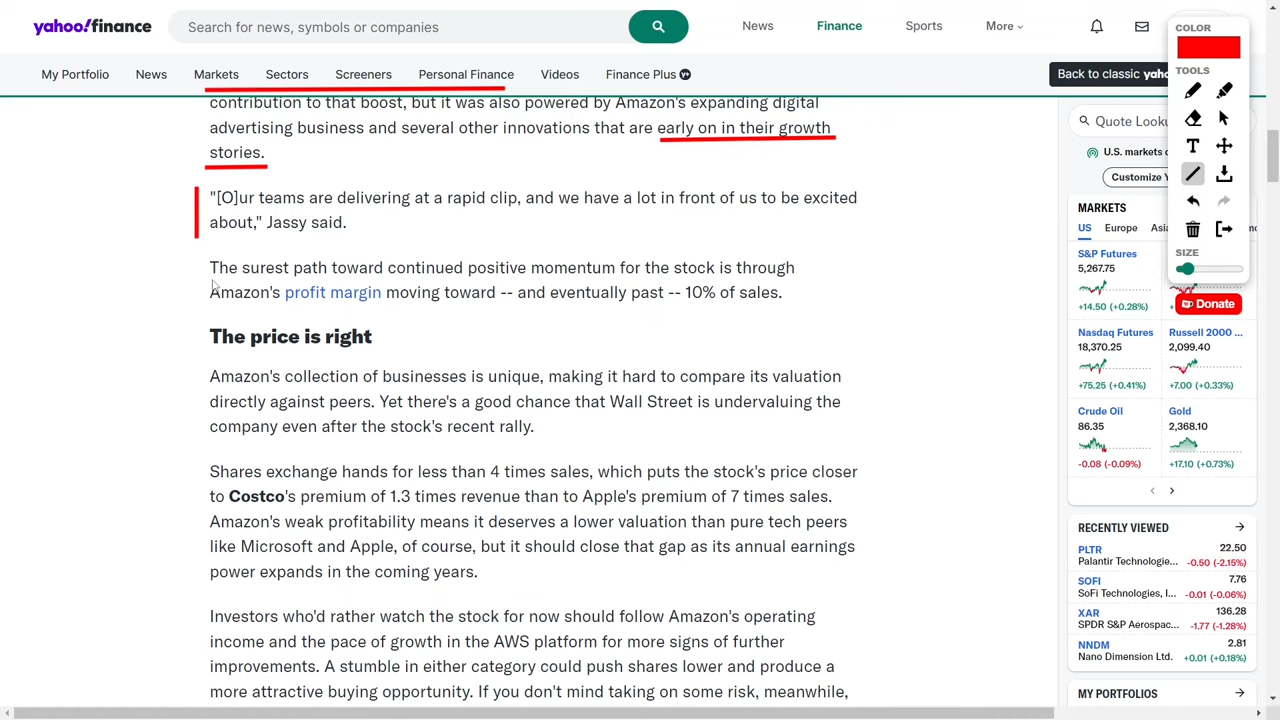 yahoo!finance
Search for news, symbols or companies
News
Finance
Sports
More
COLOR
TOOLS
T
SIZE
Donate
My Portfolio
News
Markets
Sectors
Screeners
Personal Finance
Videos
Finance Plus
Back to classic
contribution to that boost, but it was also powered by Amazon's expanding digital
advertising business and several other innovations that are early on in their growth
stories.
"[O]ur teams are delivering at a rapid clip, and we have a lot in front of us to be excited
about," Jassy said.
The surest path toward continued positive momentum for the stock is through
Amazon's profit margin moving toward -- and eventually past -- 10% of sales.
The price is right
Amazon's collection of businesses is unique, making it hard to compare its valuation
directly against peers. Yet there's a good chance that Wall Street is undervaluing the
company even after the stock's recent rally.
Shares exchange hands for less than 4 times sales, which puts the stock's price closer
to Costco's premium of 1.3 times revenue than to Apple's premium of 7 times sales.
Amazon's weak profitability means it deserves a lower valuation than pure tech peers
like Microsoft and Apple, of course, but it should close that gap as its annual earnings
power expands in the coming years.
Investors who'd rather watch the stock for now should follow Amazon's operating
income and the pace of growth in the AWS platform for more signs of further
improvements. A stumble in either category could push shares lower and produce a
more attractive buying opportunity. If you don't mind taking on some risk, meanwhile,
Quote
U.S. markets
Customize
MARKETS
US Europe
S&P Futures
5,267.75
+14.50 (+0.28%)
Nasdaq Futures
18,370.25
+75.25 (+0.41%)
Russell 2000 ...
2,099.40
+7.00 (+0.33%)
Crude Oil
86.35
-0.08 (-0.09%)
Gold
2,368.10
+17.10 (+0.73%)
RECENTLY VIEWED
PLTR 22.50
Palantir Technologie... -0.50 (-2.15%)
SOFI 7.76
SoFi Technologies, I... -0.01 (-0.06%)
XAR 136.28
SPDR S&P Aerospac... -1.77 (-1.28%)
NNDM 2.81
Nano Dimension Ltd. +0.01 (+0.18%)
MY PORTFOLIOS